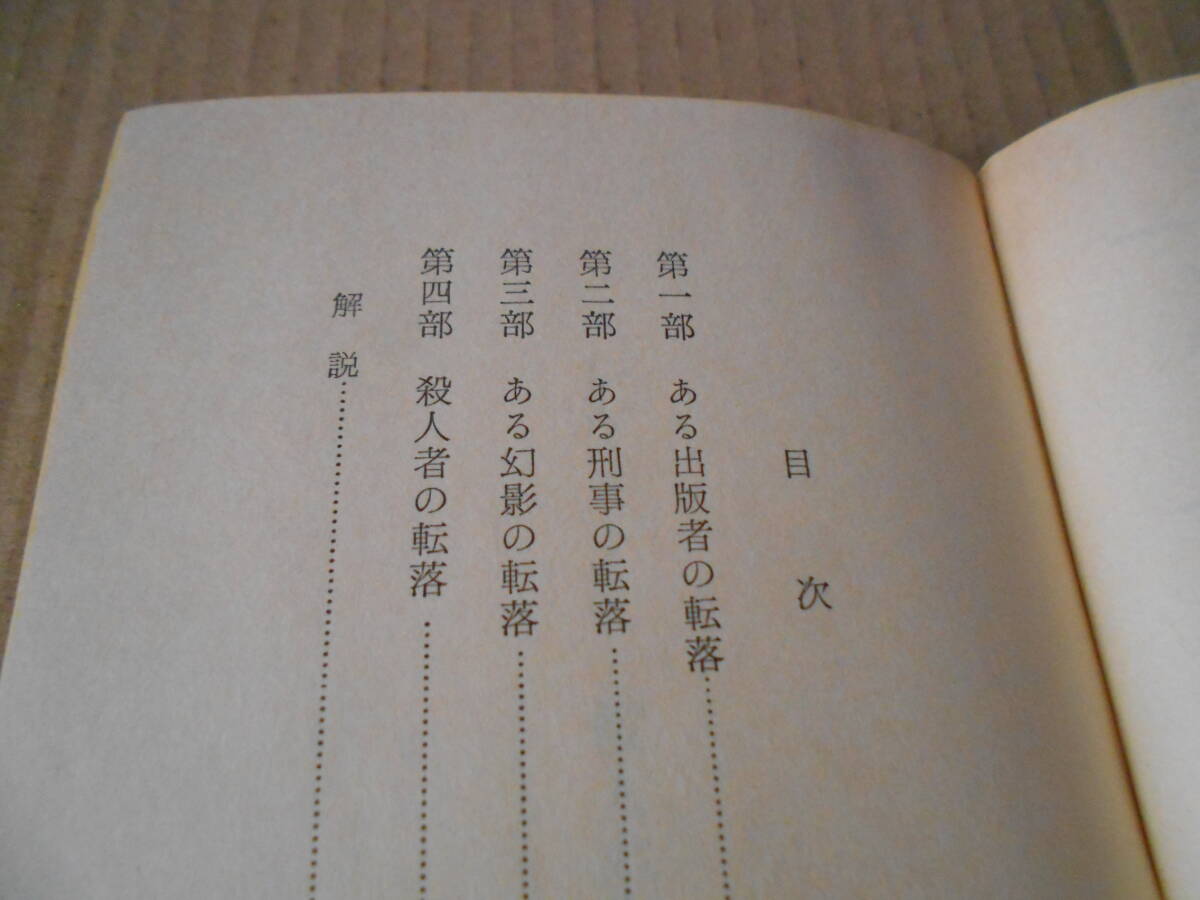 目次
第一部 ある出版者の転落……………
第二部 ある刑事の転落……………
第三部 ある幻影の転落……………
第四部 殺人者の転落……………
解説……………